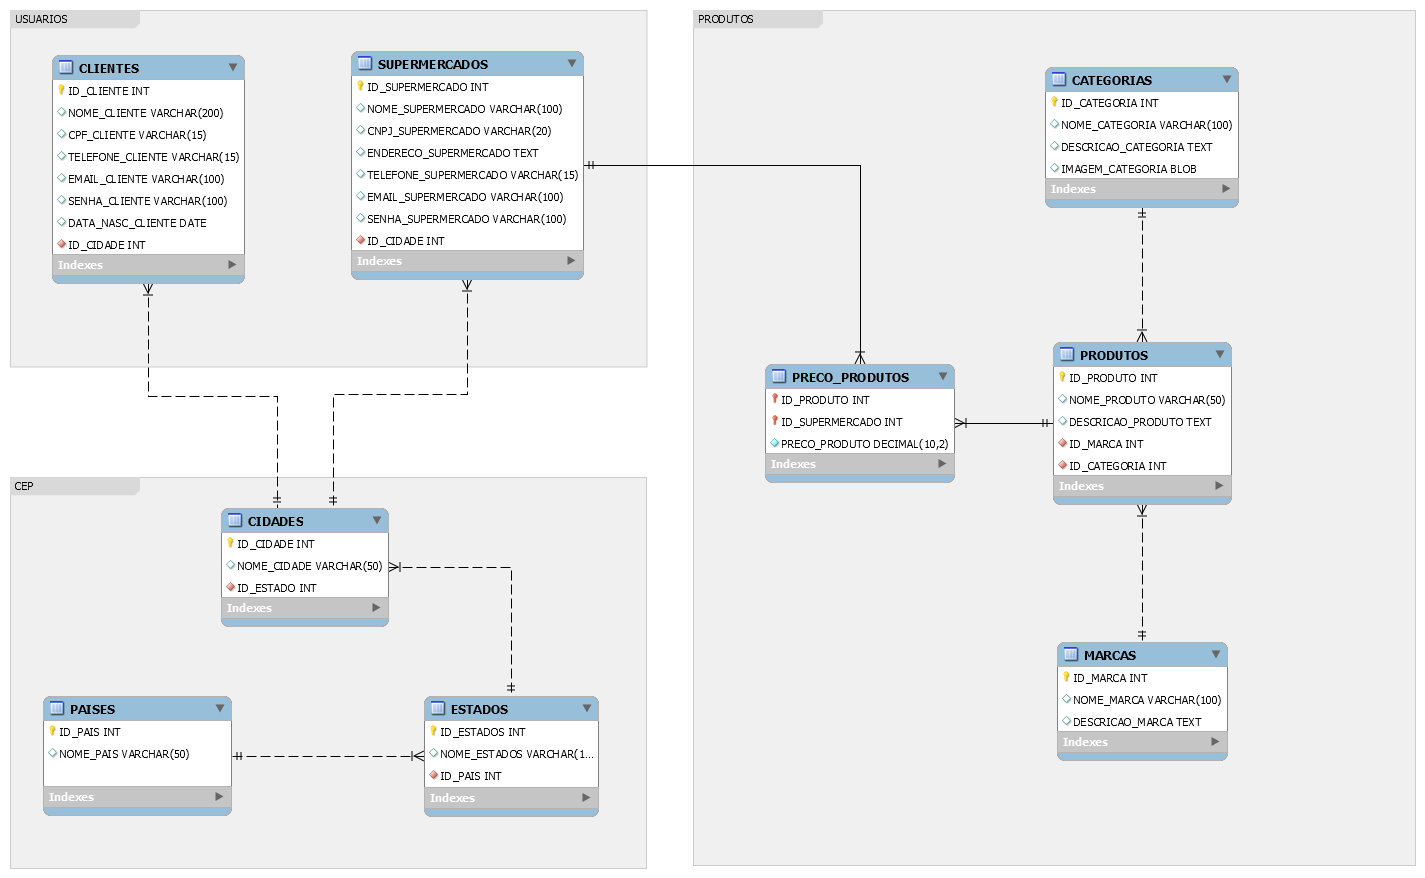 USUARIOS
CLIENTES
ID_CLIENTE INT
NOME_CLIENTE VARCHAR(200)
CPF_CLIENTE VARCHAR(15)
TELEFONE_CLIENTE VARCHAR(15)
EMAIL_CLIENTE VARCHAR(100)
SENHA_CLIENTE VARCHAR(100)
DATA_NASC_CLIENTE DATE
ID_CIDADE INT
Indexes
SUPERMERCADOS
ID_SUPERMERCADO INT
NOME_SUPERMERCADO VARCHAR(100)
CNPJ_SUPERMERCADO VARCHAR(20)
ENDERECO_SUPERMERCADO TEXT
TELEFONE_SUPERMERCADO VARCHAR(15)
EMAIL_SUPERMERCADO VARCHAR(100)
SENHA_SUPERMERCADO VARCHAR(100)
ID_CIDADE INT
Indexes
CEP
CIDADES
ID_CIDADE INT
NOME_CIDADE VARCHAR(50)
ID_ESTADO INT
Indexes
PAISES
ID_PAIS INT
NOME_PAIS VARCHAR(50)
Indexes
ESTADOS
ID_ESTADOS INT
NOME_ESTADOS VARCHAR(1...
ID_PAIS INT
Indexes
PRODUTOS
CATEGORIAS
ID_CATEGORIA INT
NOME_CATEGORIA VARCHAR(100)
DESCRICAO_CATEGORIA TEXT
IMAGEM_CATEGORIA BLOB
Indexes
PRECO_PRODUTOS
ID_PRODUTO INT
ID_SUPERMERCADO INT
PRECO_PRODUTO DECIMAL(10,2)
Indexes
PRODUTOS
ID_PRODUTO INT
NOME_PRODUTO VARCHAR(50)
DESCRICAO_PRODUTO TEXT
ID_MARCA INT
ID_CATEGORIA INT
Indexes
MARCAS
ID_MARCA INT
NOME_MARCA VARCHAR(100)
DESCRICAO_MARCA TEXT
Indexes